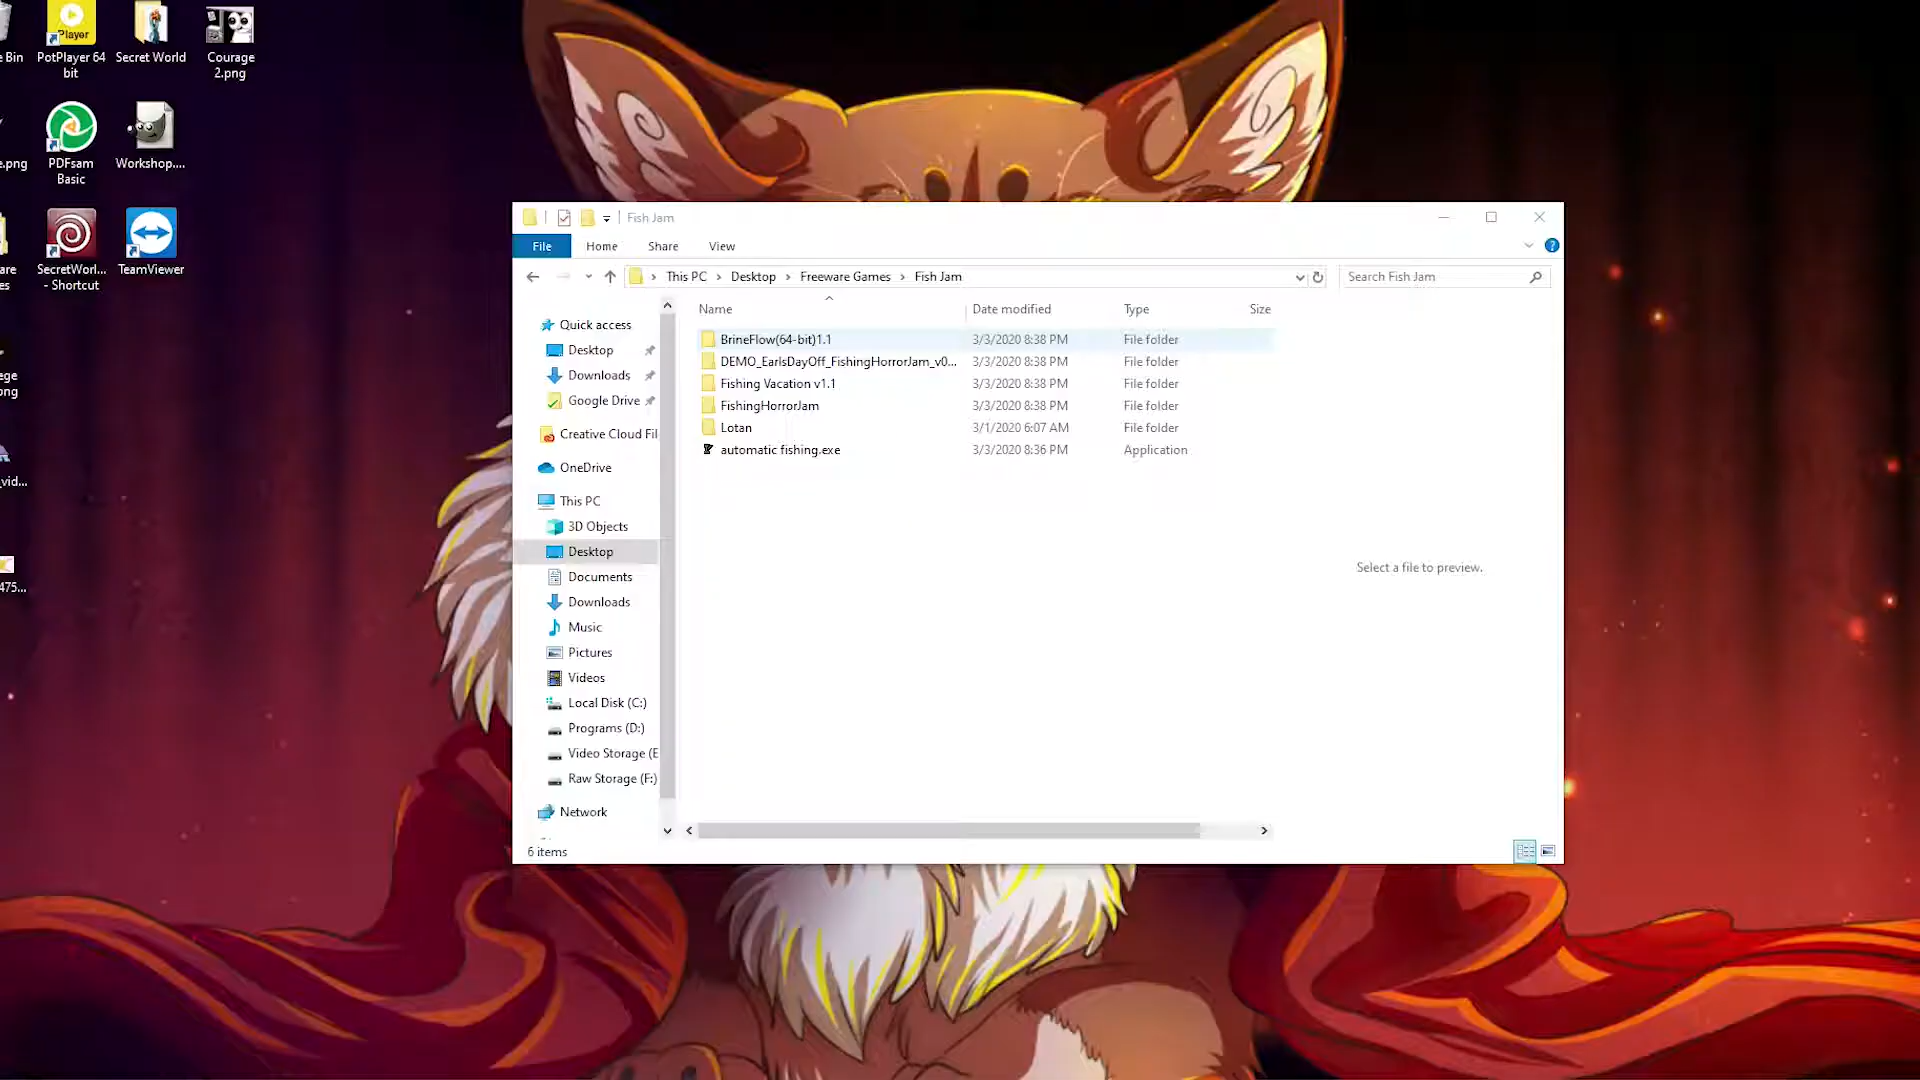 e Bin
Player
PotPlayer 64
bit
Secret World
Courage
2.png
e.png
PDFsam
Basic
Workshop....
are
es
SecretWorl...
- Shortcut
TeamViewer
ege
ong
_vid...
475...
Fish Jam
File
Home
Share
View
?
This PC
Desktop
Freeware Games
Fish Jam
Search Fish Jam
Name
Date modified
Type
Size
Quick access
Desktop
Downloads
Google Drive
Creative Cloud Fil
OneDrive
This PC
3D Objects
Desktop
Documents
Downloads
Music
Pictures
Videos
Local Disk (C:)
Programs (D:)
Video Storage (E
Raw Storage (F:)
Network
BrineFlow(64-bit)1.1 3/3/2020 8:38 PM File folder
DEMO_EarlsDayOff_FishingHorrorJam_v0... 3/3/2020 8:38 PM File folder
Fishing Vacation v1.1 3/3/2020 8:38 PM File folder
FishingHorrorJam 3/3/2020 8:38 PM File folder
Lotan 3/1/2020 6:07 AM File folder
automatic fishing.exe 3/3/2020 8:36 PM Application
Select a file to preview.
6 items